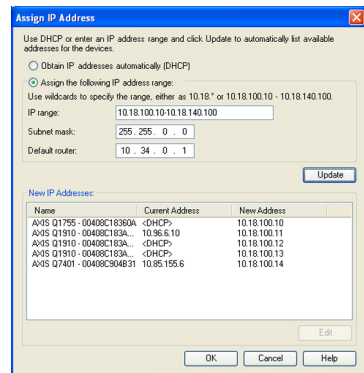 Assign IP Address
Use DHCP or enter an IP address range and click Update to automatically list available
addresses for the devices.
Obtain IP addresses automatically (DHCP)
Assign the following IP address range:
Use wildcards to specify the range, either as 10.18.* or 10.18.100.10 - 10.18.140.100.
IP range: 10.18.100.10-10.18.140.100
Subnet mask: 255 . 255 . 0 . 0
Default router: 10 . 34 . 0 . 1
Update
New IP Addresses:
Name Current Address New Address
AXIS Q1755 - 00408C18360A <DHCP> 10.18.100.10
AXIS Q1910 - 00408C183A... 10.96.6.10 10.18.100.11
AXIS Q1910 - 00408C183A... <DHCP> 10.18.100.12
AXIS Q1910 - 00408C183A... <DHCP> 10.18.100.13
AXIS Q7401 - 00408C904B31 10.85.155.6 10.18.100.14
Edit
OK Cancel Help